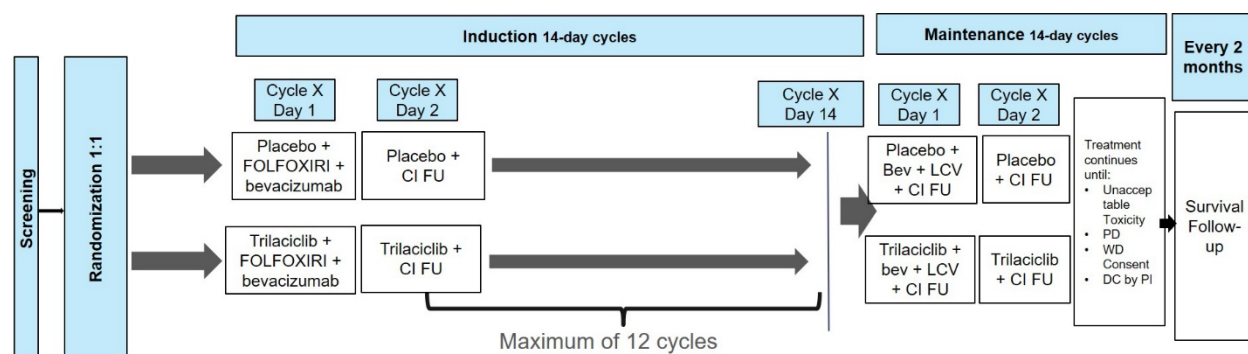 Screening
Randomization 1:1
Induction 14-day cycles
Cycle X
Day 1
Cycle X
Day 2
Cycle X
Day 14
Placebo +
FOLFOXIRI +
bevacizumab
Placebo +
CI FU
Trilaciclib +
FOLFOXIRI +
bevacizumab
Trilaciclib +
CI FU
Maximum of 12 cycles
Maintenance 14-day cycles
Cycle X
Day 1
Cycle X
Day 2
Placebo +
Bev + LCV
+ CI FU
Placebo
+ CI FU
Trilaciclib +
bev + LCV
+ CI FU
Trilaciclib
+ CI FU
Treatment
continues
until:
• Unaccep
table
Toxicity
• PD
• WD
Consent
• DC by PI
Every 2
months
Survival
Follow-
up